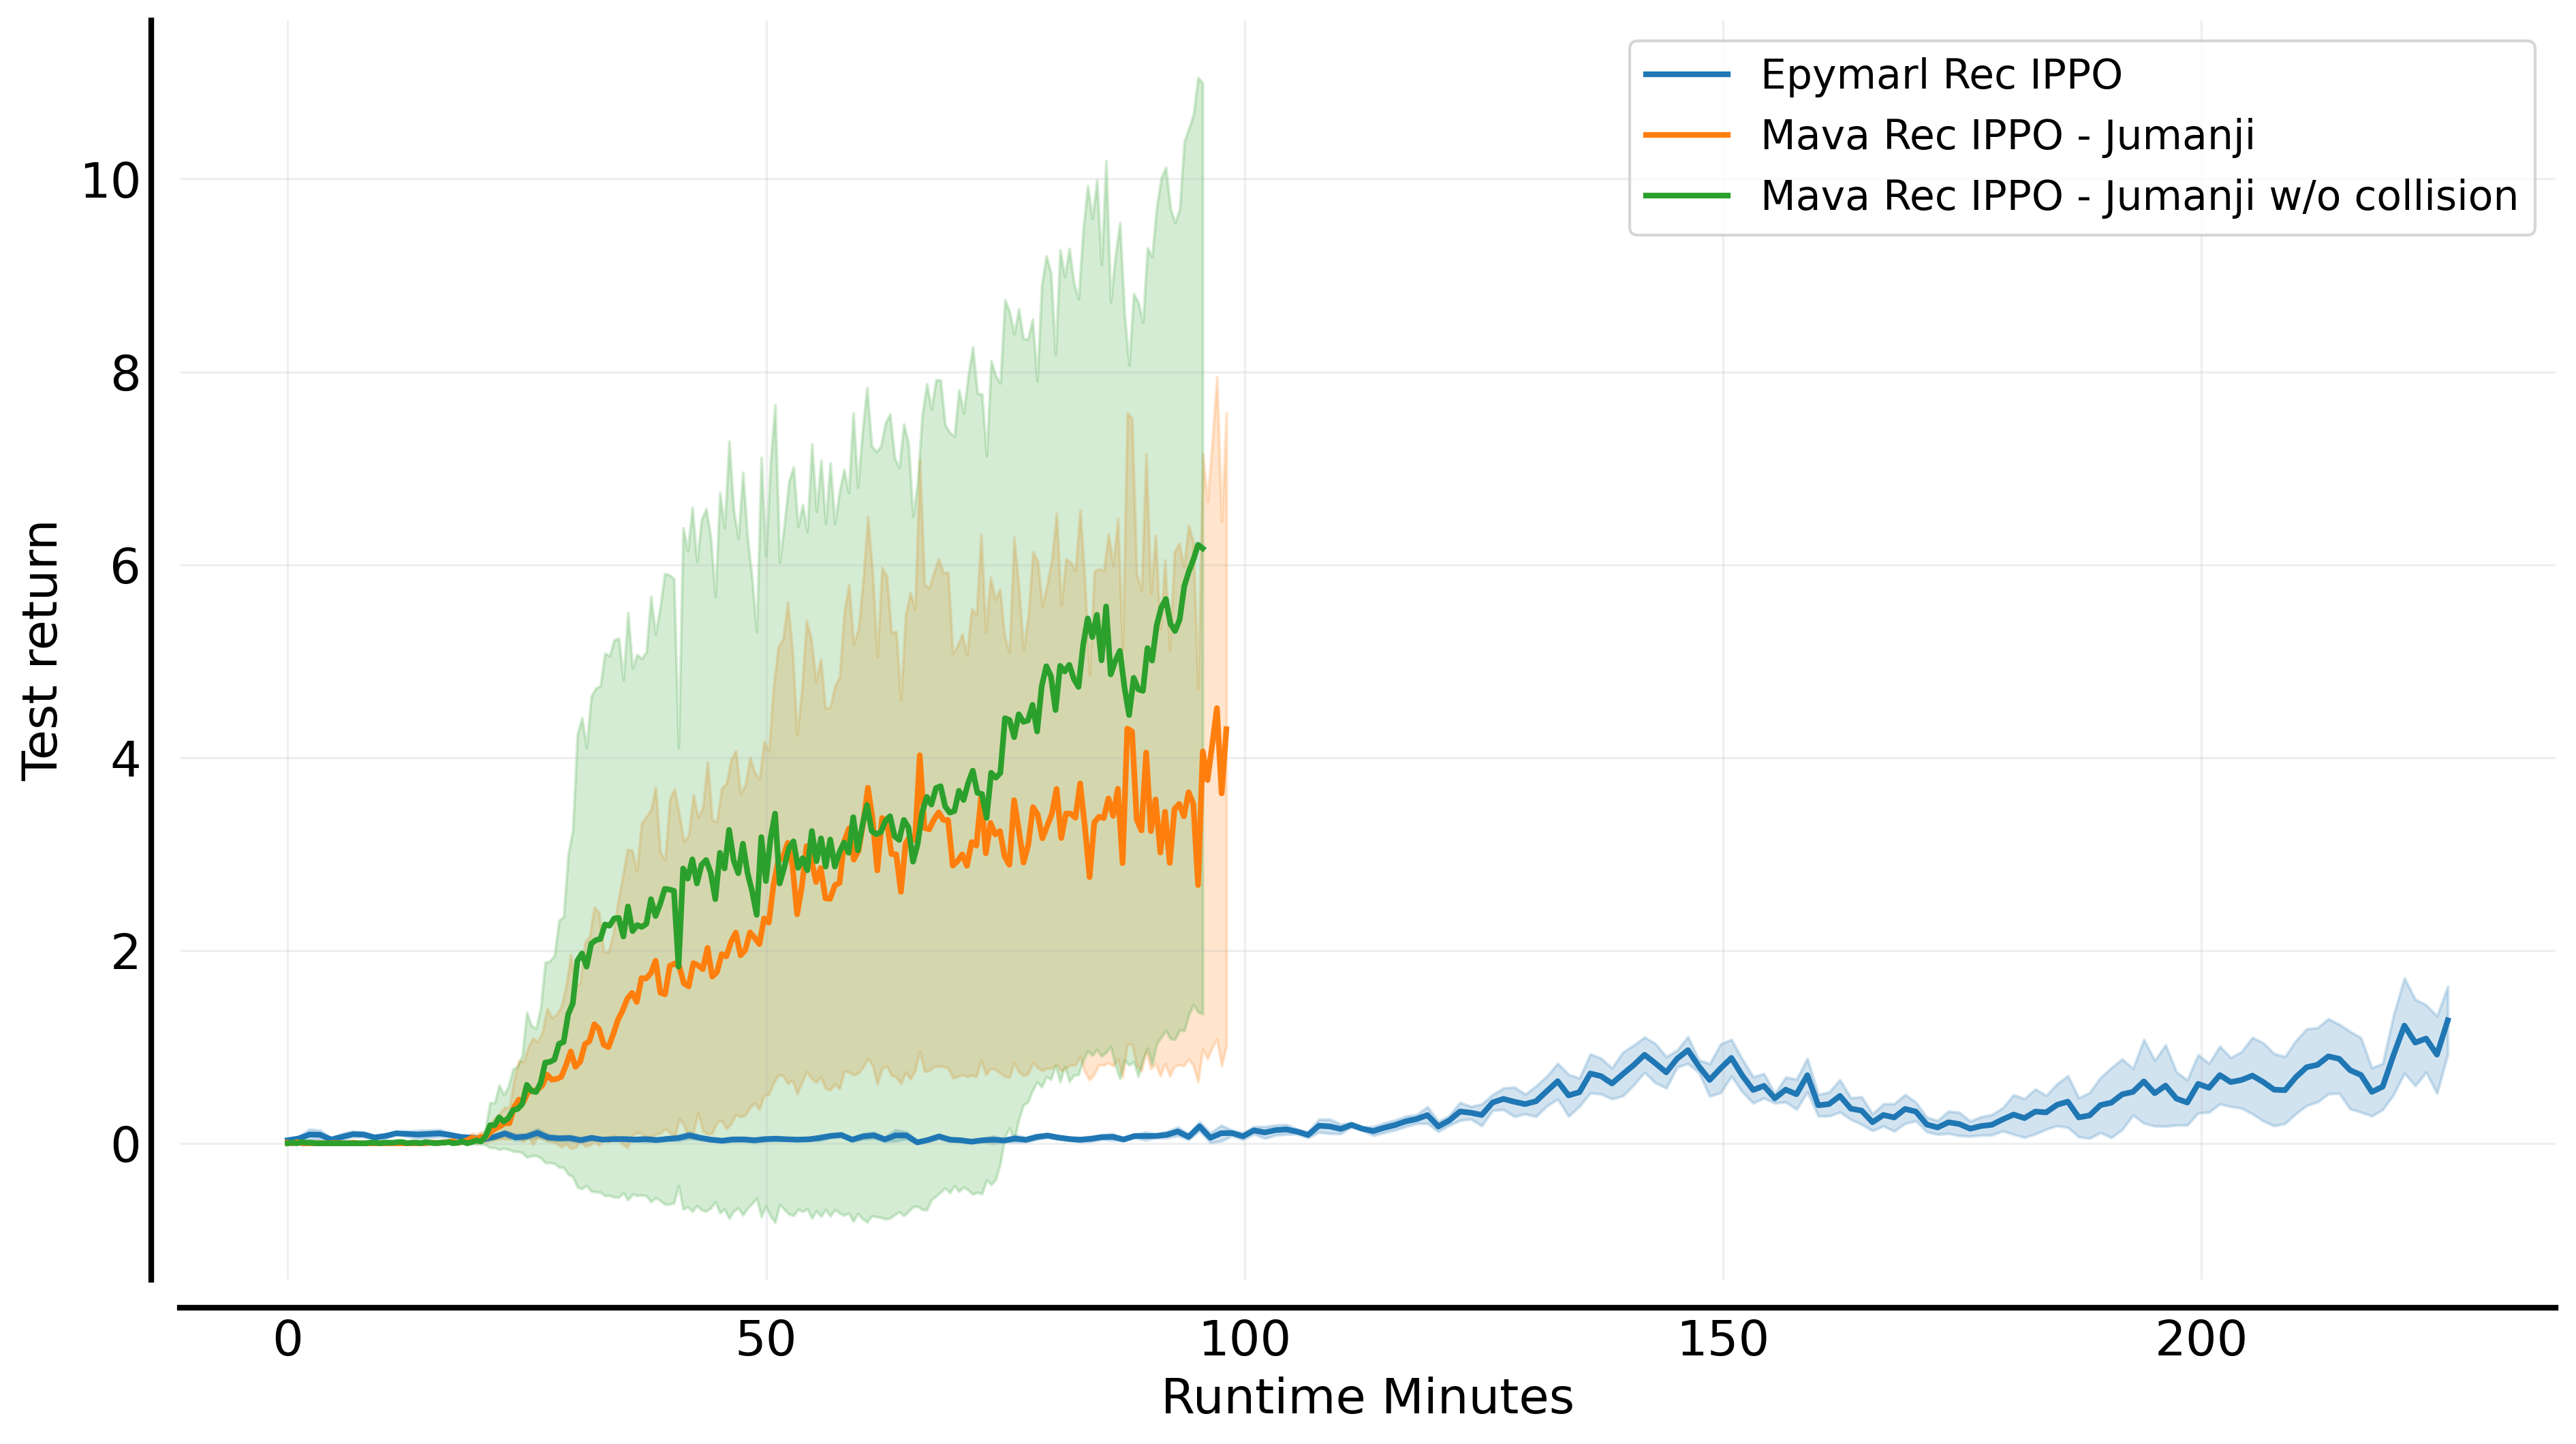 Epymarl Rec IPPO
Mava Rec IPPO - Jumanji
Mava Rec IPPO - Jumanji w/o collision
Test return
10
8
6
4
2
0
0 50 100 150 200
Runtime Minutes